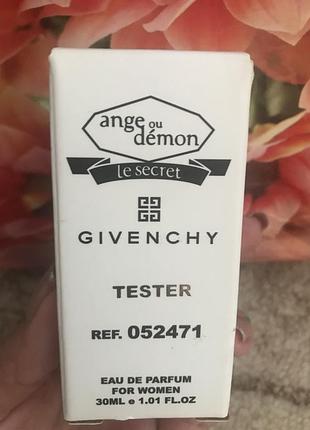 ange ou
démon
le secret
GIVENCHY
TESTER
REF. 052471
EAU DE PARFUM
FOR WOMEN
30ML e 1.01 FL.OZ